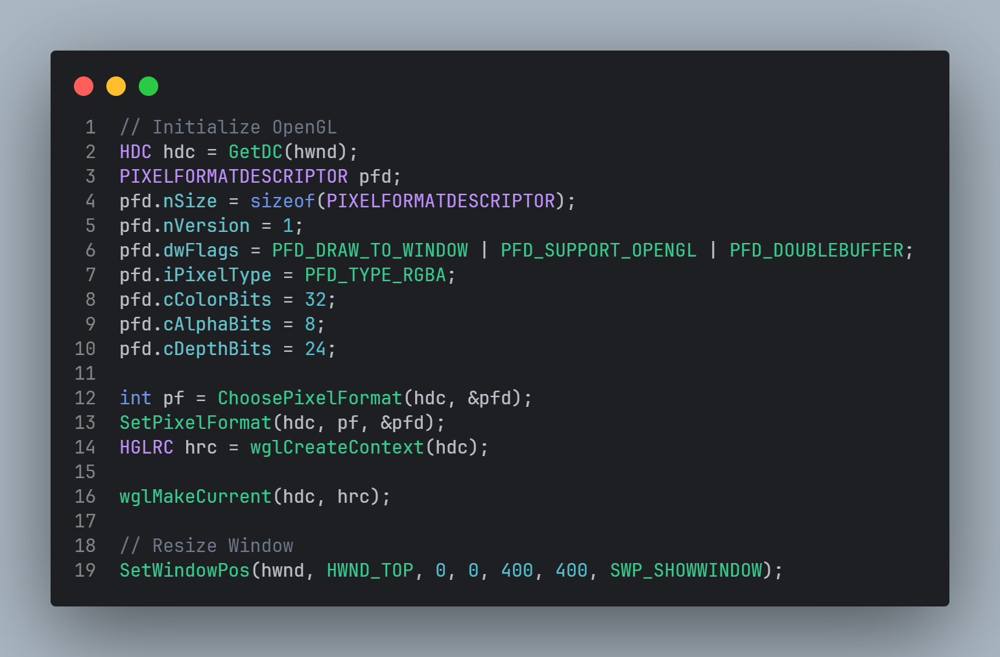 1 // Initialize OpenGL
2 HDC hdc = GetDC(hwnd);
3 PIXELFORMATDESCRIPTOR pfd;
4 pfd.nSize = sizeof(PIXELFORMATDESCRIPTOR);
5 pfd.nVersion = 1;
6 pfd.dwFlags = PFD_DRAW_TO_WINDOW | PFD_SUPPORT_OPENGL | PFD_DOUBLEBUFFER;
7 pfd.iPixelType = PFD_TYPE_RGBA;
8 pfd.cColorBits = 32;
9 pfd.cAlphaBits = 8;
10 pfd.cDepthBits = 24;
11
12 int pf = ChoosePixelFormat(hdc, &pfd);
13 SetPixelFormat(hdc, pf, &pfd);
14 HGLRC hrc = wglCreateContext(hdc);
15
16 wglMakeCurrent(hdc, hrc);
17
18 // Resize Window
19 SetWindowPos(hwnd, HWND_TOP, 0, 0, 400, 400, SWP_SHOWWINDOW);